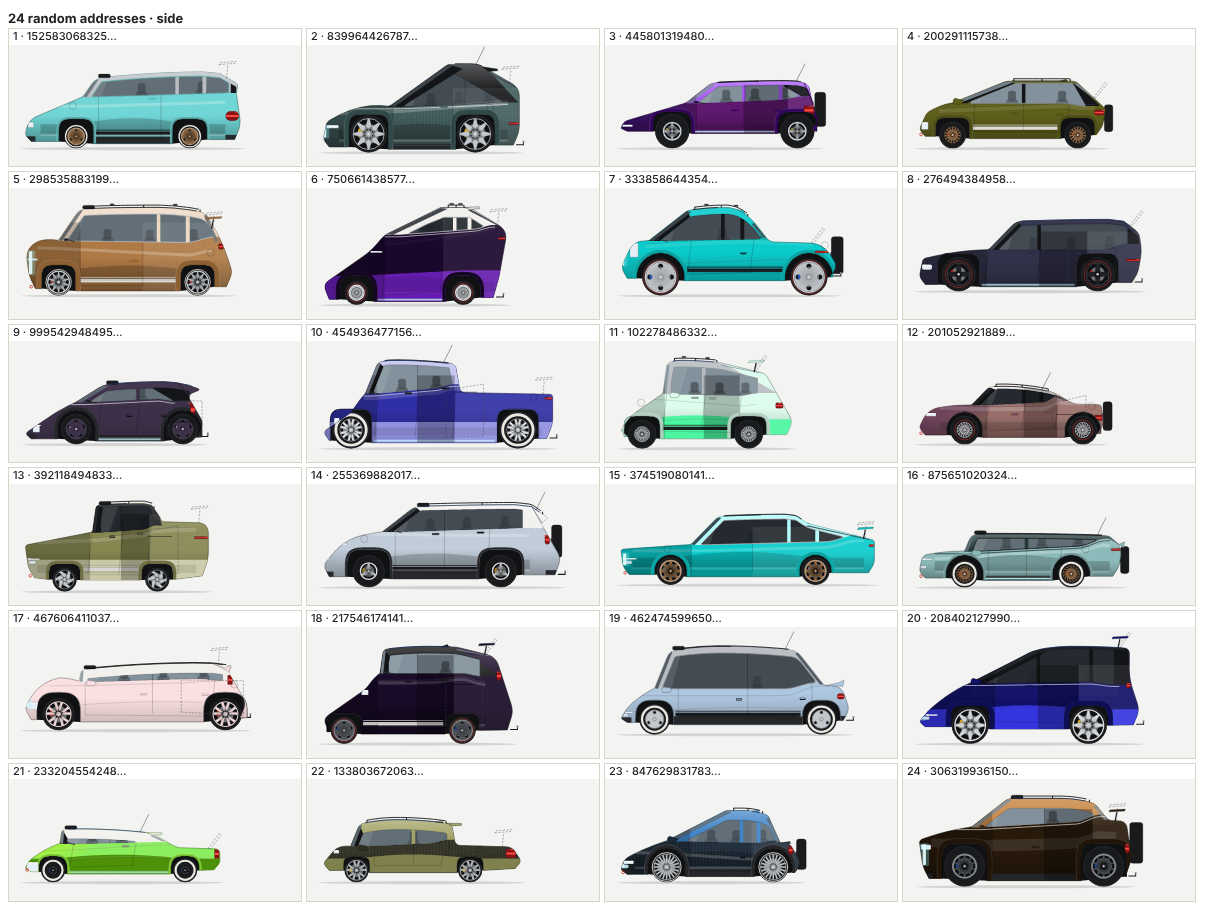 24 random addresses · side
1 · 152583068325...
2 · 839964426787...
3 · 445801319480...
4 · 200291115738...
5 · 298535883199...
6 · 750661438577...
7 · 333858644354...
8 · 276494384958...
9 · 999542948495...
10 · 454936477156...
11 · 102278486332...
12 · 201052921889...
13 · 392118494833...
14 · 255369882017...
15 · 374519080141...
16 · 875651020324...
17 · 467606411037...
18 · 217546174141...
19 · 462474599650...
20 · 208402127990...
21 · 233204554248...
22 · 133803672063...
23 · 847629831783...
24 · 306319936150...